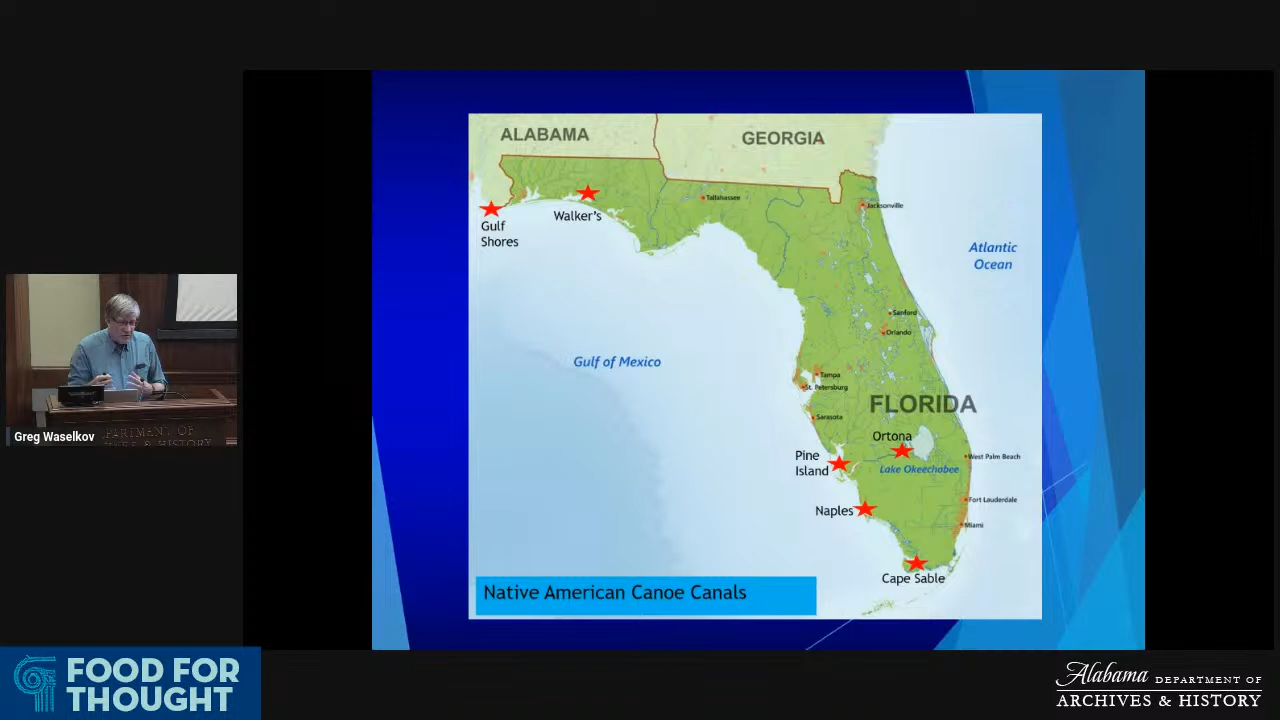 ALABAMA
GEORGIA
Tallahassee
Jacksonville
Walker's
Gulf
Shores
Atlantic
Ocean
Sanford
Orlando
Gulf of Mexico
Tampa
St. Petersburg
Sarasota
FLORIDA
Ortona
Pine
Island
Lake Okeechobee
West Palm Beach
Naples
Fort Lauderdale
Miami
Cape Sable
Native American Canoe Canals
Greg Waselkov
FOOD FOR
THOUGHT
Alabama DEPARTMENT OF
ARCHIVES & HISTORY